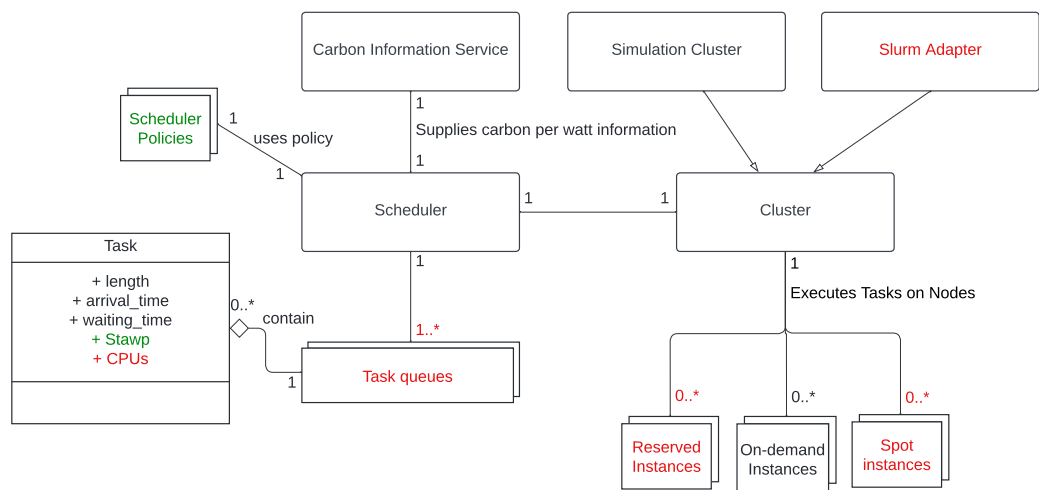 Carbon Information Service
Simulation Cluster
Slurm Adapter
Scheduler
Policies
1
uses policy
1
1
Supplies carbon per watt information
1
Scheduler
1
1
Cluster
Task
+ length
+ arrival_time
+ waiting_time
+ Stawp
+ CPUs
0..*
contain
1
1
1..*
Task queues
1
Executes Tasks on Nodes
0..*
0..*
0..*
Reserved
Instances
On-demand
Instances
Spot
instances